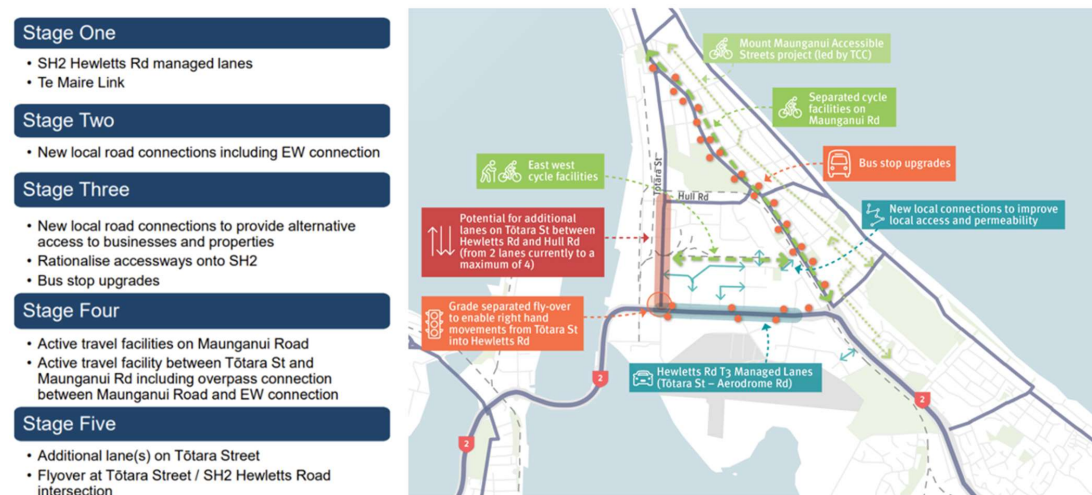 Stage One
• SH2 Hewletts Rd managed lanes
• Te Maire Link
Stage Two
• New local road connections including EW connection
Stage Three
• New local road connections to provide alternative
access to businesses and properties
• Rationalise accessways onto SH2
• Bus stop upgrades
Stage Four
• Active travel facilities on Maunganui Road
• Active travel facility between Tōtara St and
Maunganui Rd including overpass connection
between Maunganui Road and EW connection
Stage Five
• Additional lane(s) on Tōtara Street
• Flyover at Tōtara Street / SH2 Hewletts Road
intersection
Mount Maunganui Accessible
Streets project (led by TCC)
Separated cycle
facilities on
Maunganui Rd
East west
cycle facilities
Tōtara St
Bus stop upgrades
Hull Rd
Potential for additional
lanes on Tōtara St between
Hewletts Rd and Hull Rd
(from 2 lanes currently to a
maximum of 4)
New local connections to improve
local access and permeability
Grade separated fly-over
to enable right hand
movements from Tōtara St
into Hewletts Rd
Hewletts Rd T3 Managed Lanes
(Tōtara St – Aerodrome Rd)
2
2
2